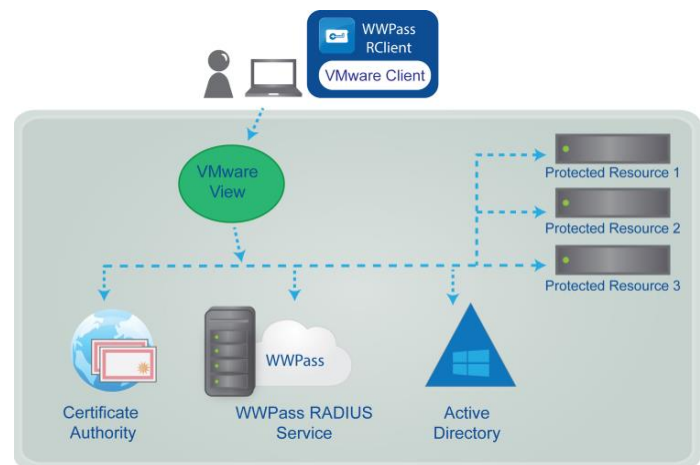 WWPass
RClient
VMware Client
VMware
View
Protected Resource 1
Protected Resource 2
Protected Resource 3
WWPass
Certificate
Authority
WWPass RADIUS
Service
Active
Directory